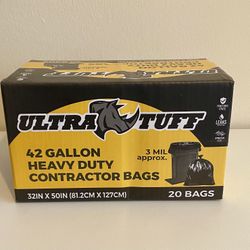 ULTRA TUFF
42 GALLON
HEAVY DUTY
CONTRACTOR BAGS
3 MIL
approx.
32IN X 50IN (81.2CM X 127CM)
20 BAGS